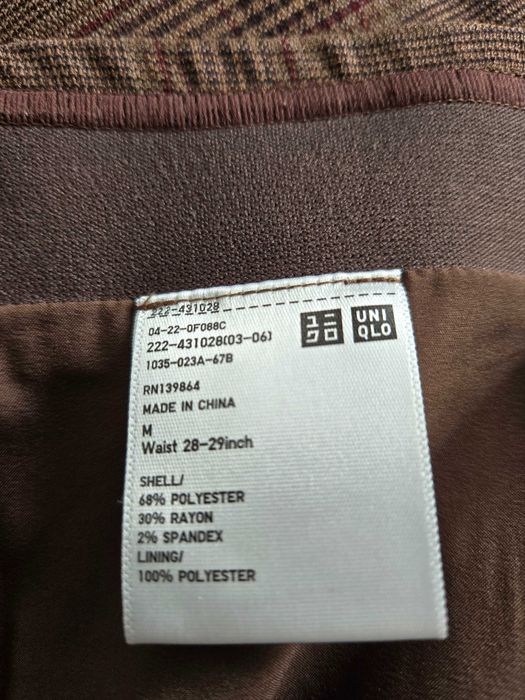 222-431028
04-22-0F088C
222-431028(03-06)
1035-023A-67B
ユニ
クロ
UNI
QLO
RN139864
MADE IN CHINA
M
Waist 28-29inch
SHELL/
68% POLYESTER
30% RAYON
2% SPANDEX
LINING/
100% POLYESTER